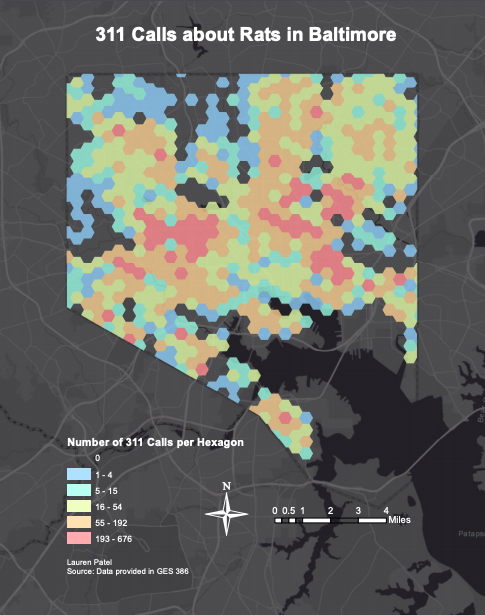 311 Calls about Rats in Baltimore
Number of 311 Calls per Hexagon
0
1 - 4
5 - 15
16 - 54
55 - 192
193 - 676
N
0 0.5 1 2 3 4
Miles
Lauren Patel
Source: Data provided in GES 386